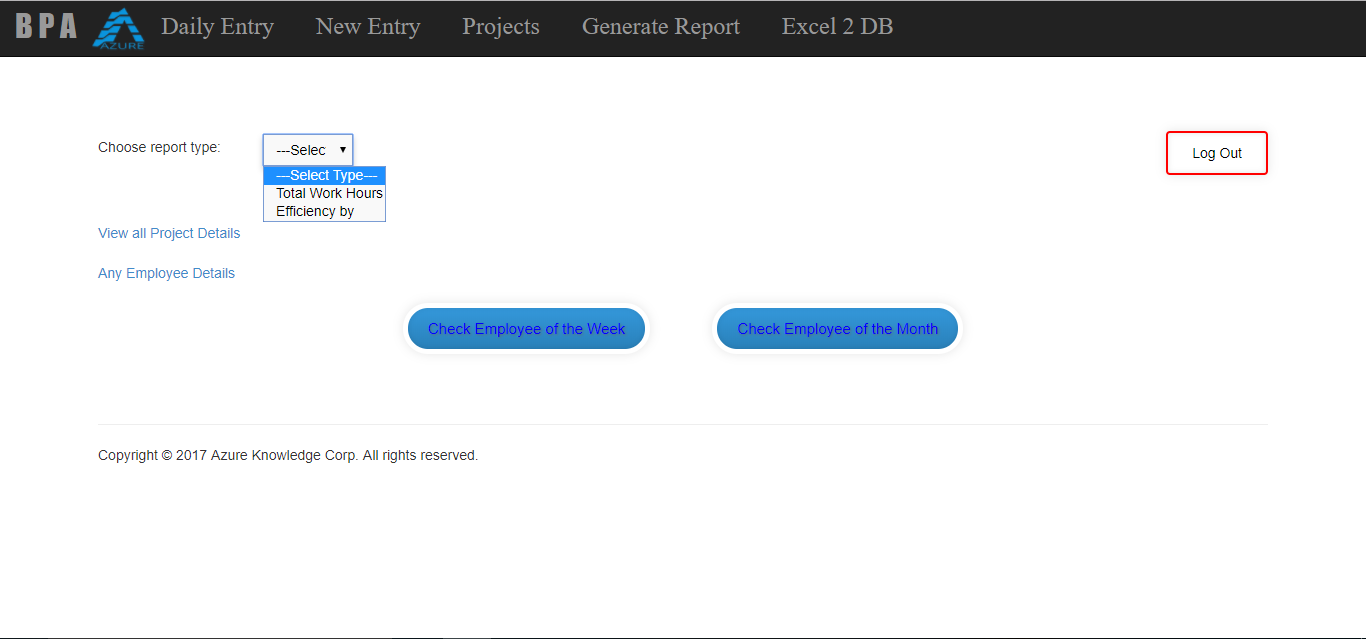 BPA AZURE Daily Entry New Entry Projects Generate Report Excel 2 DB
Choose report type: ---Selec Log Out
---Select Type---
Total Work Hours
Efficiency by
View all Project Details
Any Employee Details
Check Employee of the Week Check Employee of the Month
Copyright © 2017 Azure Knowledge Corp. All rights reserved.